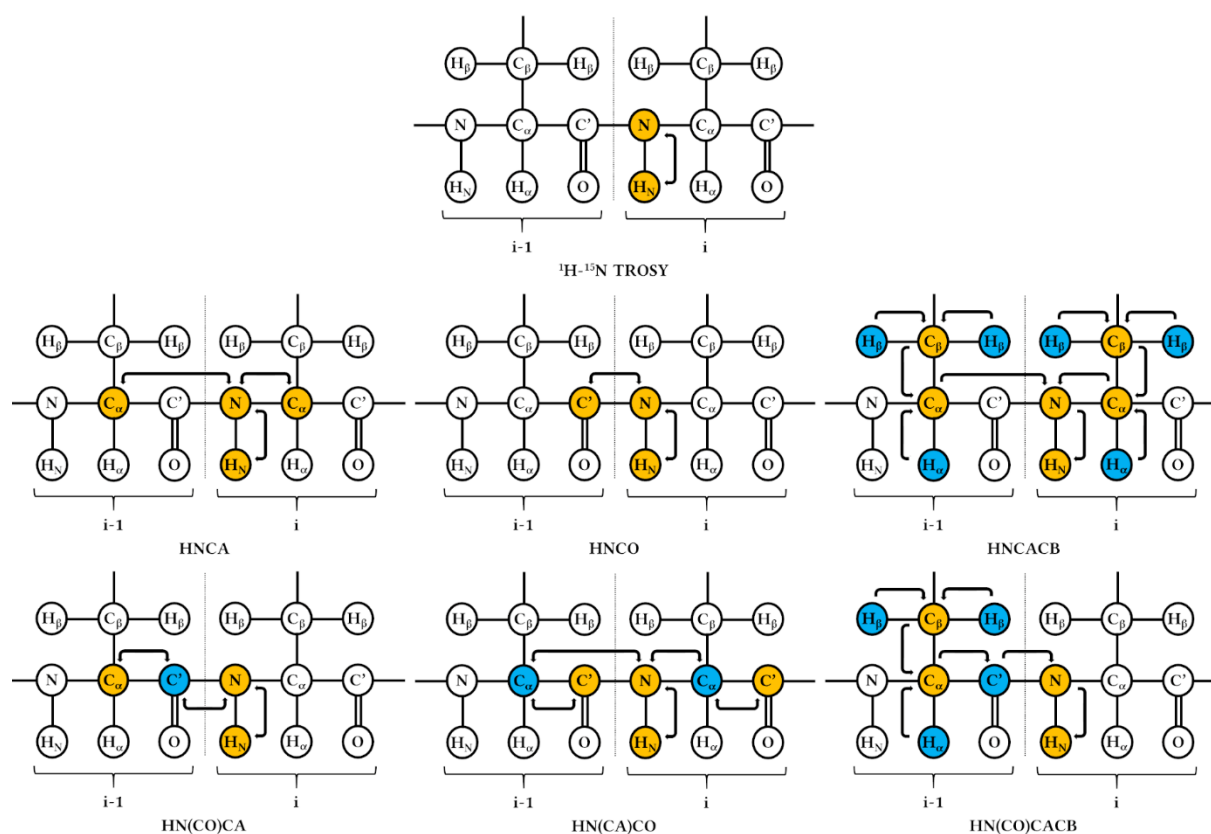 Hβ Cβ Hβ Hβ Cβ Hβ
N Cα C' N Cα C'
HN Hα O HN Hα O
i-1 i
¹H-¹⁵N TROSY
Hβ Cβ Hβ Hβ Cβ Hβ
N Cα C' N Cα C'
HN Hα O HN Hα O
i-1 i
HNCA
Hβ Cβ Hβ Hβ Cβ Hβ
N Cα C' N Cα C'
HN Hα O HN Hα O
i-1 i
HNCO
Hβ Cβ Hβ Hβ Cβ Hβ
N Cα C' N Cα C'
HN Hα O HN Hα O
i-1 i
HNCACB
Hβ Cβ Hβ Hβ Cβ Hβ
N Cα C' N Cα C'
HN Hα O HN Hα O
i-1 i
HN(CO)CA
Hβ Cβ Hβ Hβ Cβ Hβ
N Cα C' N Cα C'
HN Hα O HN Hα O
i-1 i
HN(CA)CO
Hβ Cβ Hβ Hβ Cβ Hβ
N Cα C' N Cα C'
HN Hα O HN Hα O
i-1 i
HN(CO)CACB